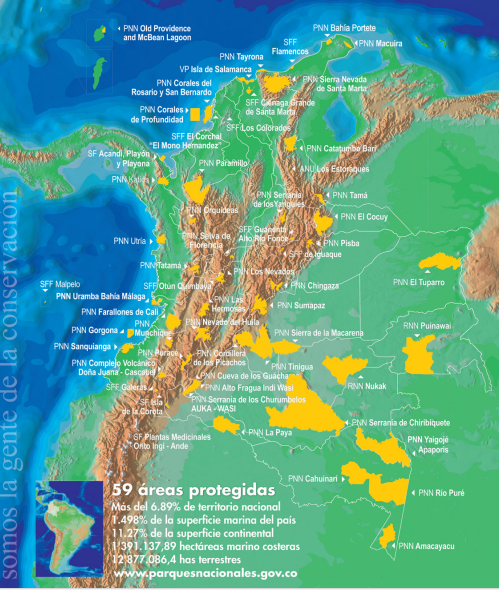 PNN Old Providence
and McBean Lagoon
PNN Bahía Portete
PNN Macuira
SFF
Flamencos
PNN Tayrona
VP Isla de Salamanca
PNN Sierra Nevada
de Santa Marta
PNN Corales del
Rosario y San Bernardo
PNN Corales
de Profundidad
SFF Ciénaga Grande
de Santa Marta
SFF Los Colorados
SFF El Corchal
"El Mono Hernandez"
PNN Catatumbo Barí
ANU Los Estoraques
SF Acandí, Playón
y Playona
PNN Paramillo
PNN Katíos
PNN Serranía
de los Yariguíes
PNN Tamá
PNN Orquídeas
PNN El Cocuy
PNN Selva de
Florencia
SFF Guanentá
Alto Río Fonce
PNN Pisba
SFF de Iguaque
PNN Utría
PNN Tatamá
PNN Los Nevados
SFF Otún Quimbaya
PNN Chingaza
PNN El Tuparro
SFF Malpelo
PNN Uramba Bahía Málaga
PNN Las
Hermosas
PNN Sumapaz
PNN Farallones de Cali
PNN Gorgona
PNN
Munchique
PNN Nevado del Huila
PNN Sierra de la Macarena
RNN Puinawai
PNN Sanquianga
PNN Puracé
PNN Cordillera
de los Picachos
PNN Tinigua
PNN Complejo Volcánico
Doña Juana - Cascabel
PNN Cueva de los Guácharos
RNN Nukak
SFF Galeras
PNN Alto Fragua Indi Wasi
SF Isla
de la Corota
PNN Serranía de los Churumbelos
AUKA - WASI
PNN Serranía de Chiribiquete
PNN La Paya
SF Plantas Medicinales
Orito Ingi - Ande
PNN Yaigojé
Apaporis
PNN Cahuinarí
PNN Río Puré
PNN Amacayacu
somos la gente de la conservación
59 áreas protegidas
Más del 6.89% de territorio nacional
1.498% de la superficie marina del país
11.27% de la superficie continental
1'391.137,89 hectáreas marino costeras
12'877.086,4 has terrestres
www.parquesnacionales.gov.co